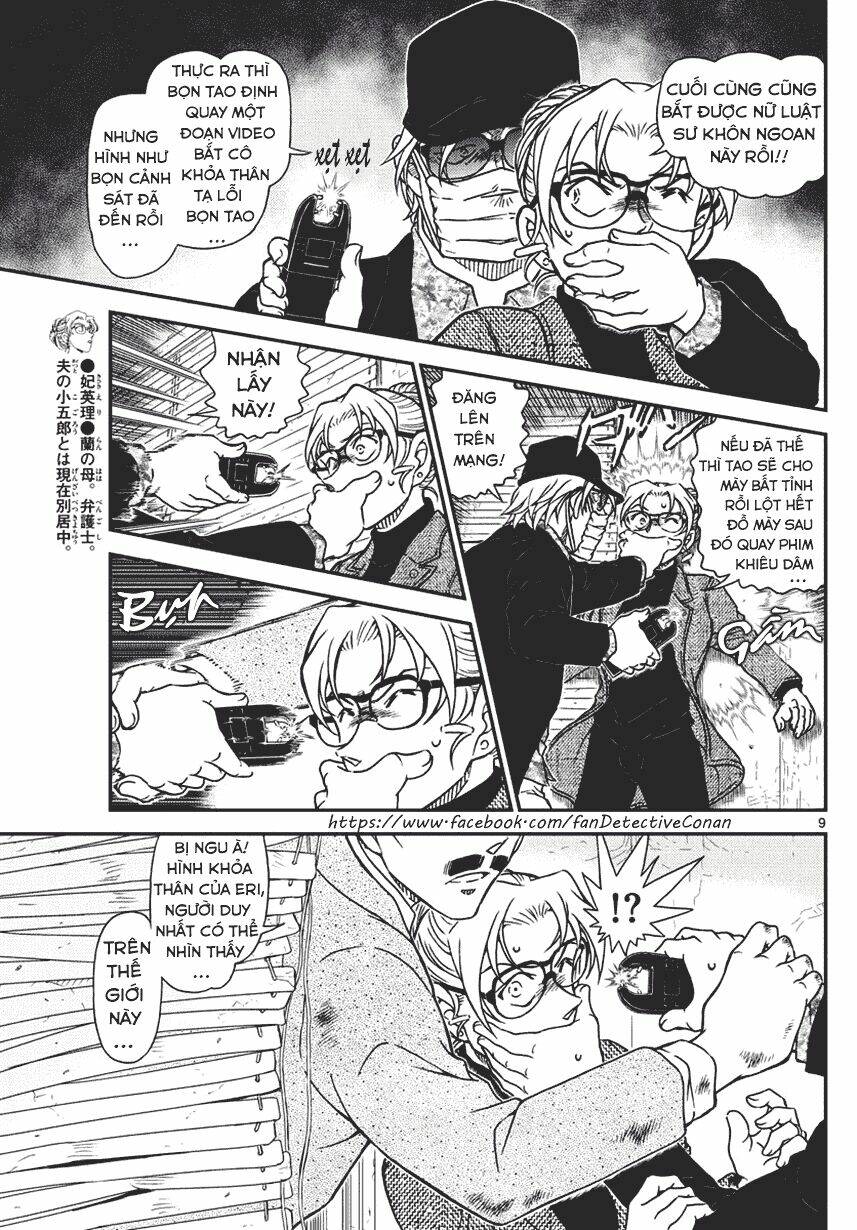 CUỐI CÙNG CŨNG
BẮT ĐƯỢC NỮ LUẬT
SƯ KHÔN NGOAN
NÀY RỒI!!
THỰC RA THÌ
BỌN TAO ĐỊNH
QUAY MỘT
ĐOẠN VIDEO
BẮT CÔ
KHỎA THÂN
TẠ LỖI
BỌN TAO
NHƯNG
HÌNH NHƯ
BỌN CẢNH
SÁT ĐÃ
ĐẾN RỒI
...
xẹt xẹt
NẾU ĐÃ THẾ
THÌ TAO SẼ CHO
MÀY BẤT TỈNH
RỒI LỘT HẾT
ĐỒ MÀY SAU
ĐÓ QUAY PHIM
KHIÊU DÂM
...
ĐĂNG
LÊN
TRÊN
MẠNG!
Gấm
NHẬN
LẤY
NÀY!
●妃英理●蘭の母。弁護士。
夫の小五郎とは現在別居中。
Bụh
https://www.facebook.com/fanDetectiveConan
9
!?
BỊ NGU À!
HÌNH KHỎA
THÂN CỦA ERI,
NGƯỜI DUY
NHẤT CÓ THỂ
NHÌN THẤY
...
TRÊN
THẾ
GIỚI
NÀY
...